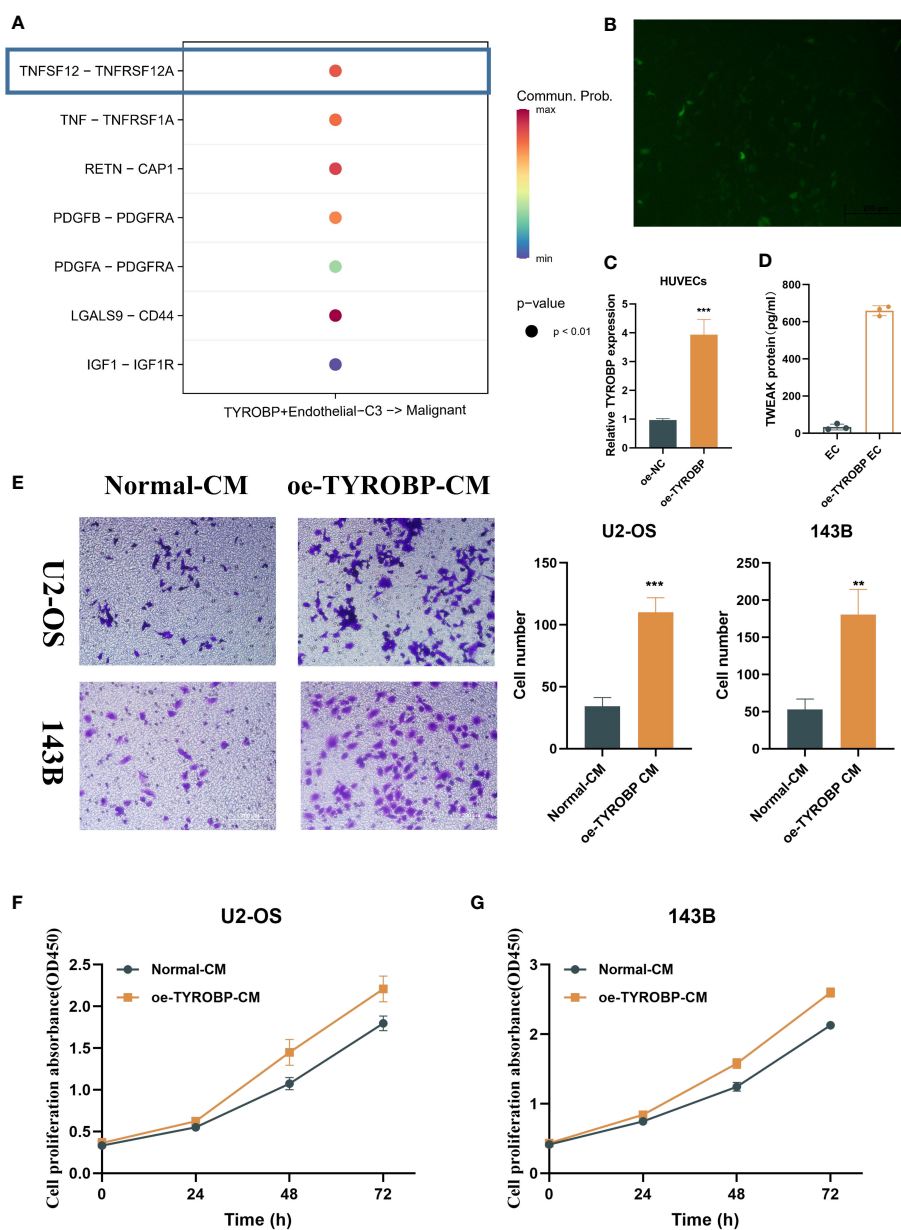 A
TNFSF12 − TNFRSF12A
TNF − TNFRSF1A
RETN − CAP1
PDGFB − PDGFRA
PDGFA − PDGFRA
LGALS9 − CD44
IGF1 − IGF1R
TYROBP+Endothelial−C3 −> Malignant
Commun. Prob.
max
min
p−value
p < 0.01
B
C
HUVECs
Relative TYROBP expression
5
4
3
2
1
0
***
oe-NC
oe-TYROBP
D
TWEAK protein(pg/ml)
800
600
400
200
0
EC
oe-TYROBP EC
E
Normal-CM
oe-TYROBP-CM
U2-OS
143B
U2-OS
Cell number
150
100
50
0
***
Normal-CM
oe-TYROBP CM
143B
Cell number
250
200
150
100
50
0
**
Normal-CM
oe-TYROBP CM
F
U2-OS
Cell proliferation absorbance(OD450)
2.5
2.0
1.5
1.0
0.5
0.0
Normal-CM
oe-TYROBP-CM
0 24 48 72
Time (h)
G
143B
Cell proliferation absorbance(OD450)
3
2
1
0
Normal-CM
oe-TYROBP-CM
0 24 48 72
Time (h)